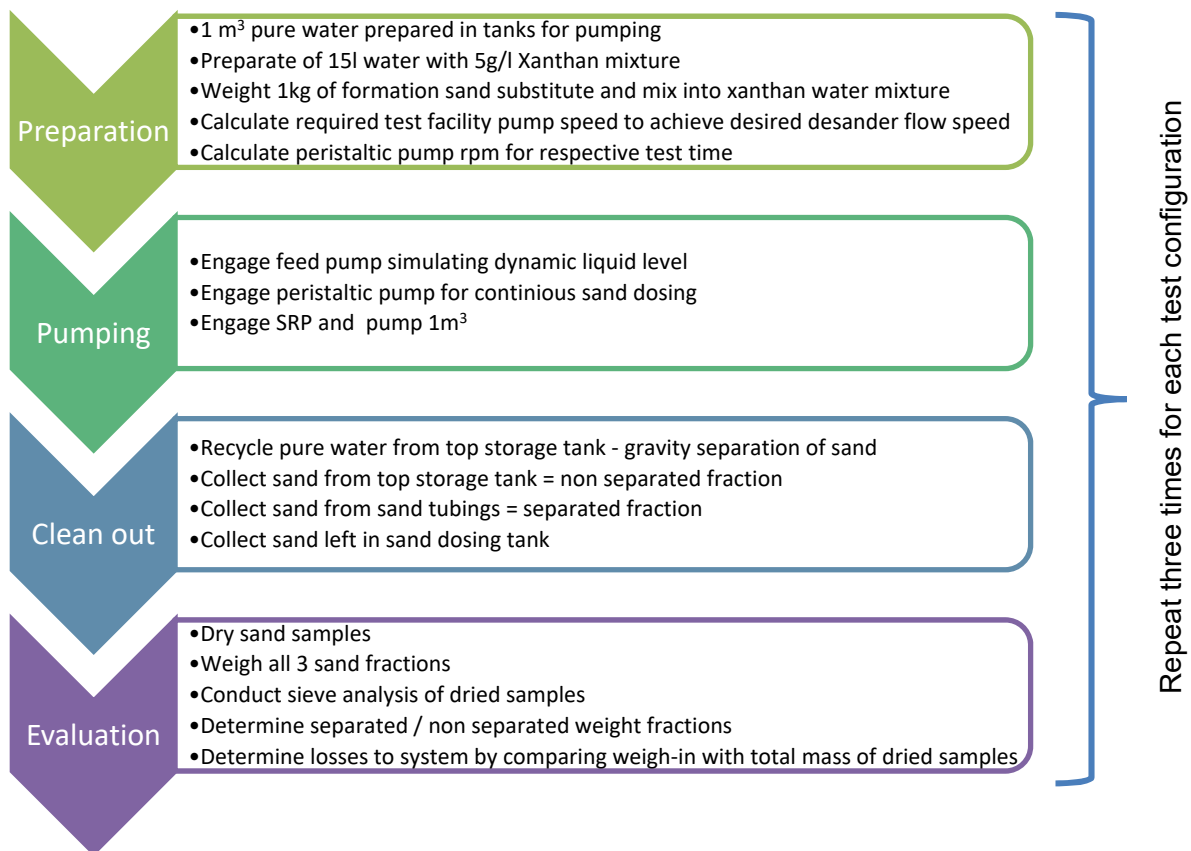 Preparation
•1 m³ pure water prepared in tanks for pumping
•Preparate of 15l water with 5g/l Xanthan mixture
•Weight 1kg of formation sand substitute and mix into xanthan water mixture
•Calculate required test facility pump speed to achieve desired desander flow speed
•Calculate peristaltic pump rpm for respective test time
Pumping
•Engage feed pump simulating dynamic liquid level
•Engage peristaltic pump for continious sand dosing
•Engage SRP and pump 1m³
Clean out
•Recycle pure water from top storage tank - gravity separation of sand
•Collect sand from top storage tank = non separated fraction
•Collect sand from sand tubings = separated fraction
•Collect sand left in sand dosing tank
Evaluation
•Dry sand samples
•Weigh all 3 sand fractions
•Conduct sieve analysis of dried samples
•Determine separated / non separated weight fractions
•Determine losses to system by comparing weigh-in with total mass of dried samples
Repeat three times for each test configuration